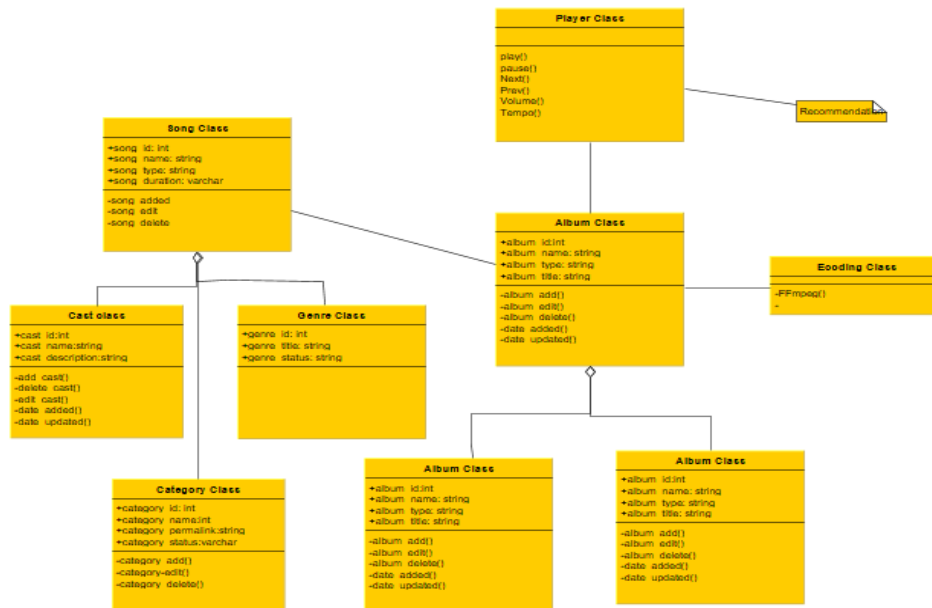 Player Class
play()
pause()
Next()
Prev()
Volume()
Tempo()
Recommendation
Song Class
+song id: int
+song name: string
+song type: string
+song duration: varchar
-song added
-song edit
-song delete
Album Class
+album id:int
+album name: string
+album type: string
+album title: string
-album add()
-album edit()
-album delete()
-date added()
-date updated()
Eooding Class
-FFmpeg()
-
Cast class
+cast id:int
+cast name:string
+cast description:string
-add cast()
-delete cast()
-edit cast()
-date added()
-date updated()
Genre Class
+genre id: int
+genre title: string
+genre status: string
Category Class
+category id: int
+category name:int
+category permalink:string
+category status:varchar
-category add()
-category-edit()
-category delete()
Album Class
+album id:int
+album name: string
+album type: string
+album title: string
-album add()
-album edit()
-album delete()
-date added()
-date updated()
Album Class
+album id:int
+album name: string
+album type: string
+album title: string
-album add()
-album edit()
-album delete()
-date added()
-date updated()